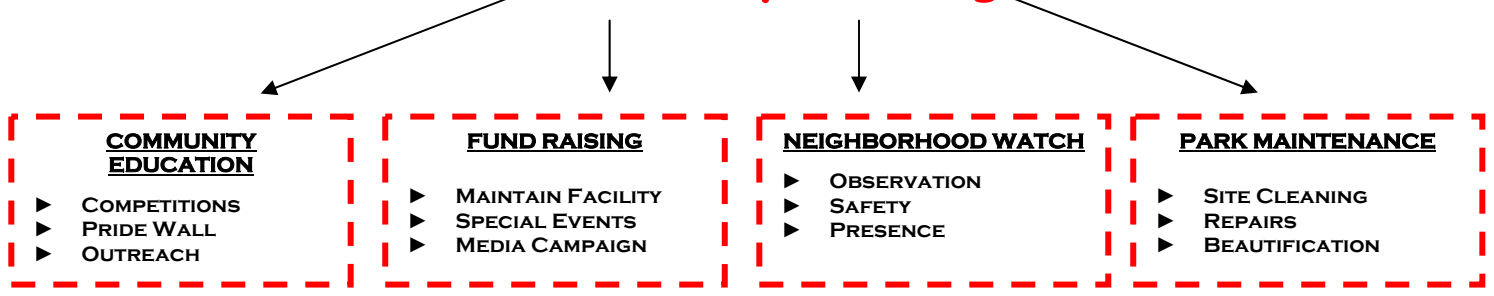 COMMUNITY
EDUCATION
► COMPETITIONS
► PRIDE WALL
► OUTREACH
FUND RAISING
► MAINTAIN FACILITY
► SPECIAL EVENTS
► MEDIA CAMPAIGN
NEIGHBORHOOD WATCH
► OBSERVATION
► SAFETY
► PRESENCE
PARK MAINTENANCE
► SITE CLEANING
► REPAIRS
► BEAUTIFICATION